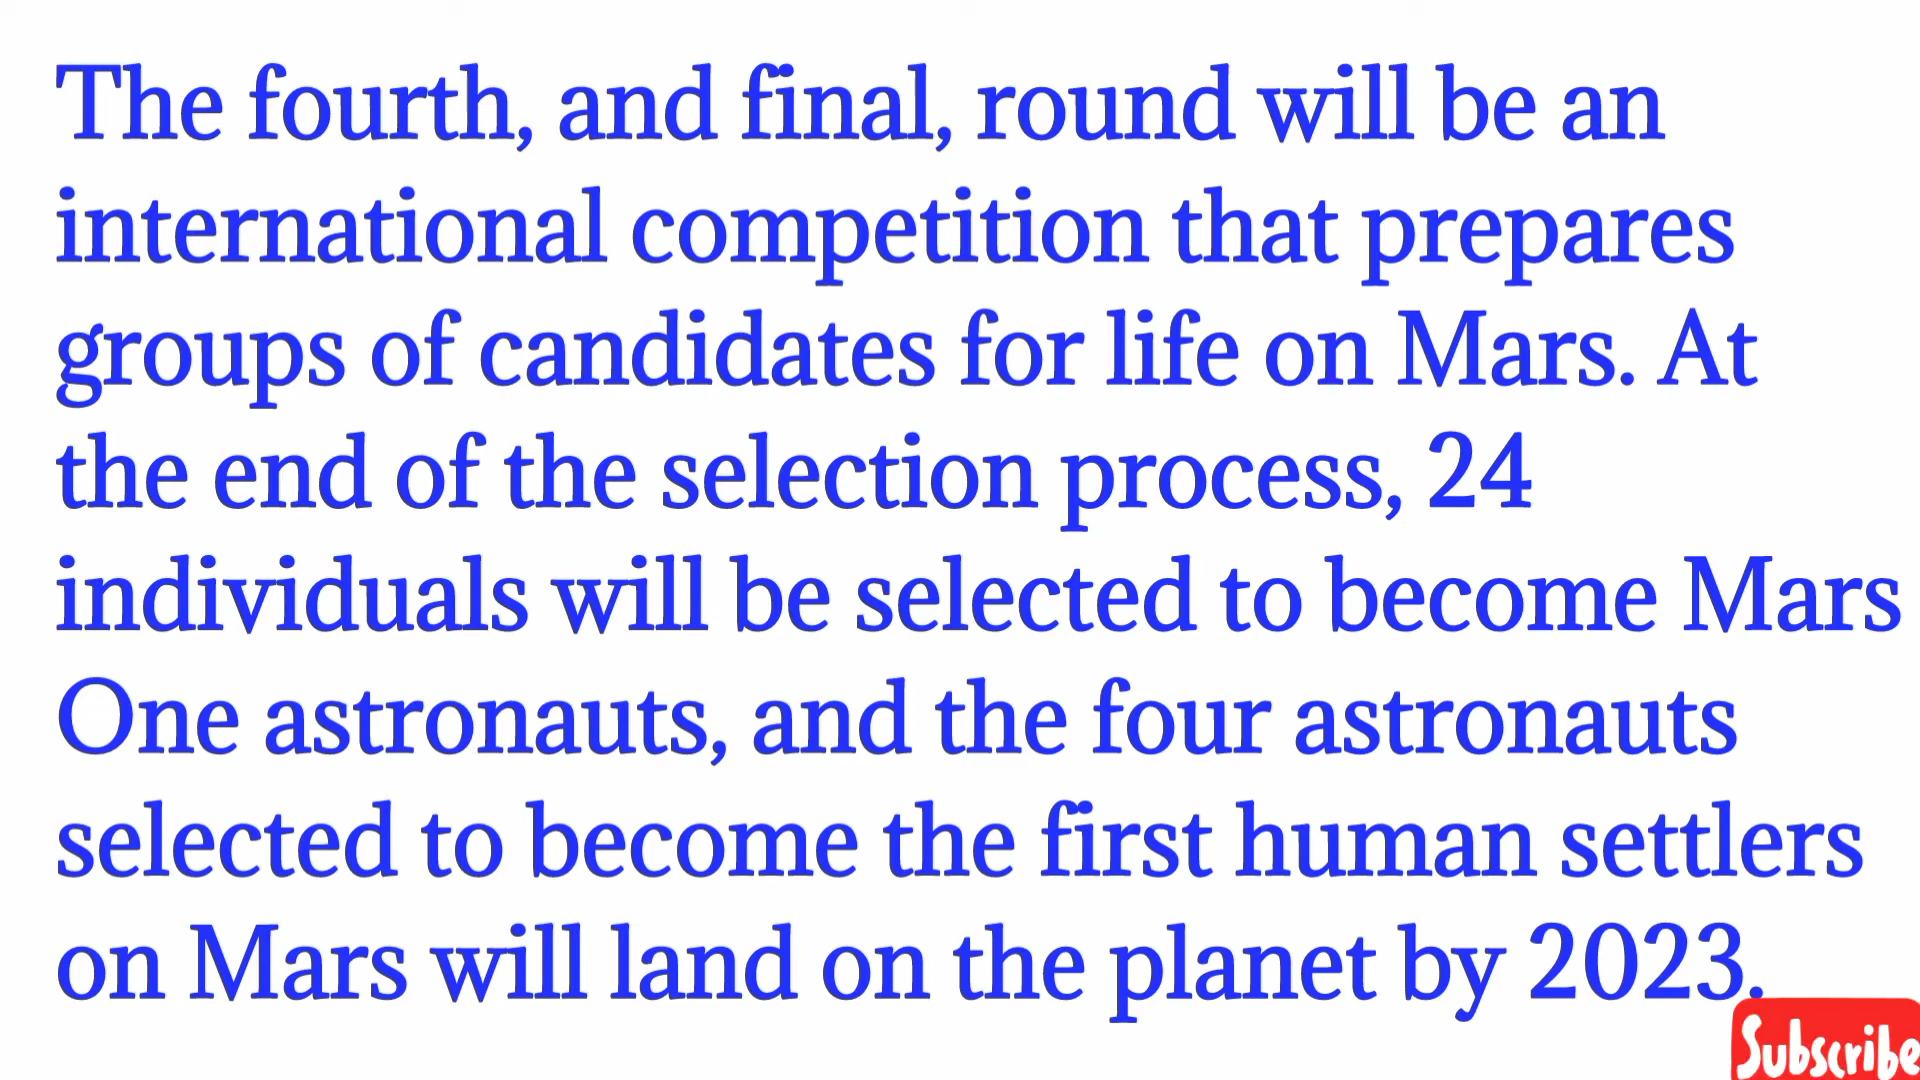 The fourth, and final, round will be an
international competition that prepares
groups of candidates for life on Mars. At
the end of the selection process, 24
individuals will be selected to become Mars
One astronauts, and the four astronauts
selected to become the first human settlers
on Mars will land on the planet by 2023.
Subscribe